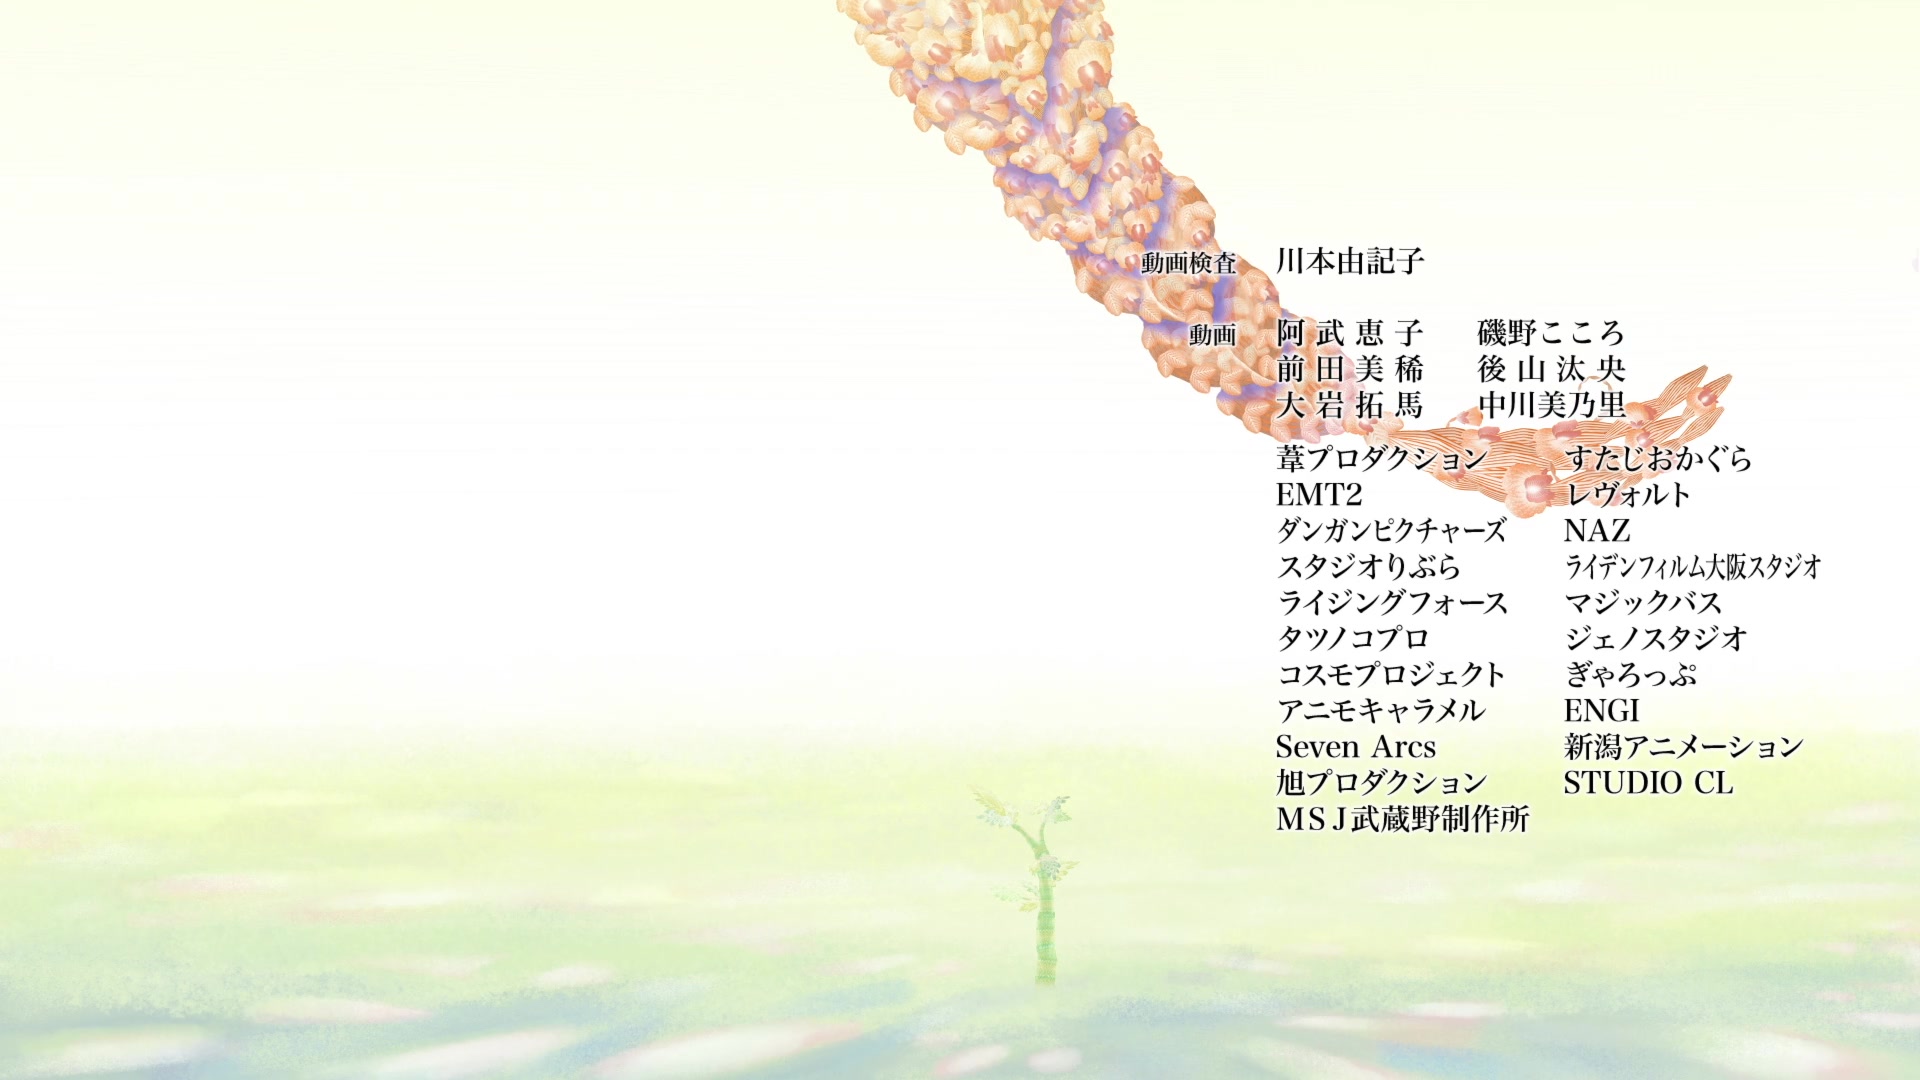 動画検査 川本由記子
動画 阿武恵子 磯野こころ
前田美稀 後山汰央
大岩拓馬 中川美乃里
葦プロダクション すたじおかぐら
EMT2 レヴォルト
ダンガンピクチャーズ NAZ
スタジオりぶら ライデンフィルム大阪スタジオ
ライジングフォース マジックバス
タツノコプロ ジェノスタジオ
コスモプロジェクト ぎゃろっぷ
アニモキャラメル ENGI
Seven Arcs 新潟アニメーション
旭プロダクション STUDIO CL
MSJ武蔵野制作所